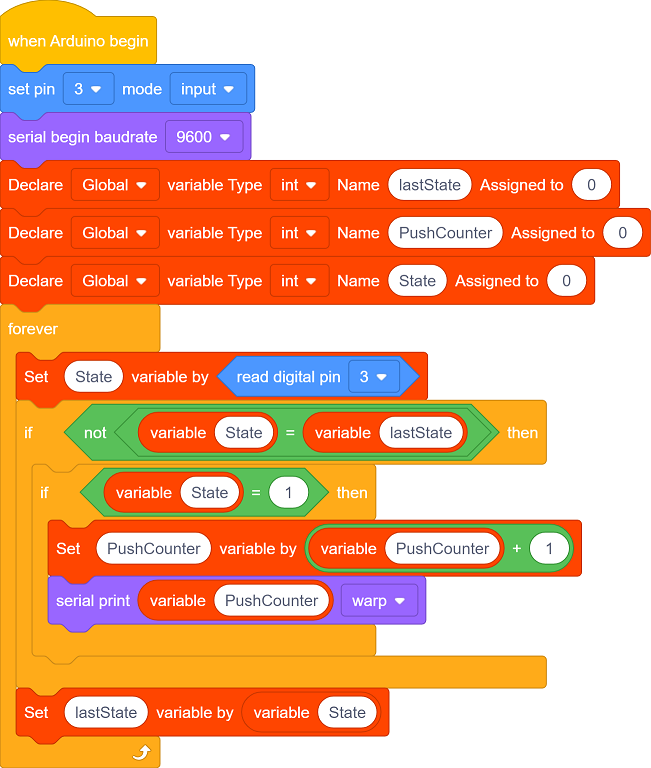 when Arduino begin
set pin 3 mode input
serial begin baudrate 9600
Declare Global variable Type int Name lastState Assigned to 0
Declare Global variable Type int Name PushCounter Assigned to 0
Declare Global variable Type int Name State Assigned to 0
forever
Set State variable by read digital pin 3
if not variable State = variable lastState then
if variable State = 1 then
Set PushCounter variable by variable PushCounter + 1
serial print variable PushCounter warp
Set lastState variable by variable State